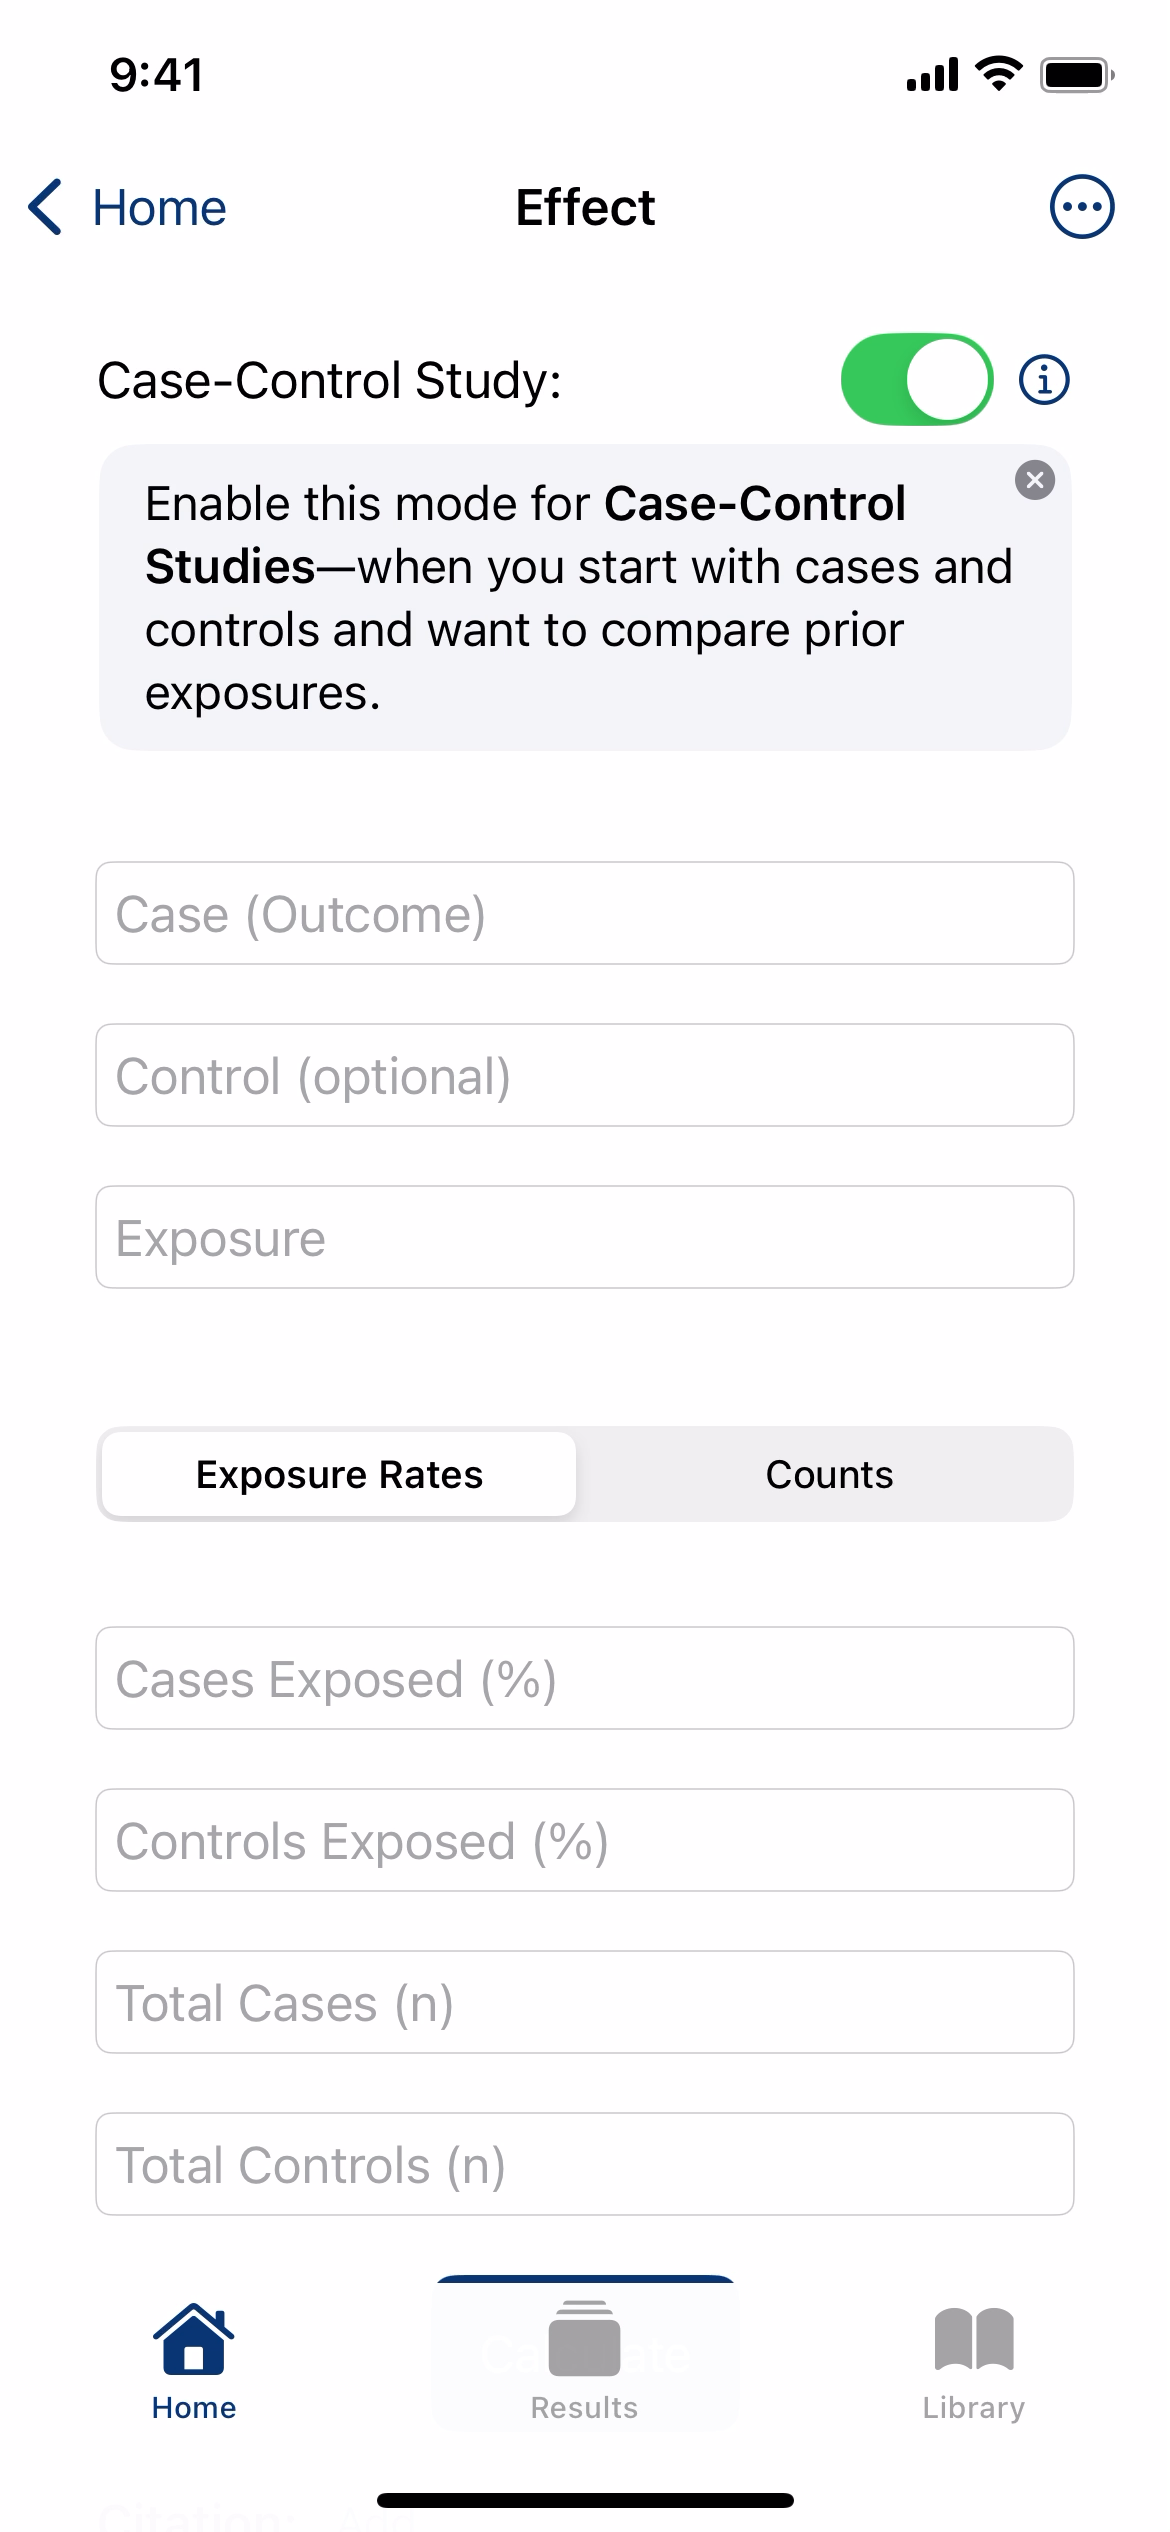 9:41
Home
Effect
Case-Control Study:
Enable this mode for Case-Control
Studies—when you start with cases and
controls and want to compare prior
exposures.
Case (Outcome)
Control (optional)
Exposure
Exposure Rates
Counts
Cases Exposed (%)
Controls Exposed (%)
Total Cases (n)
Total Controls (n)
Home
Results
Library